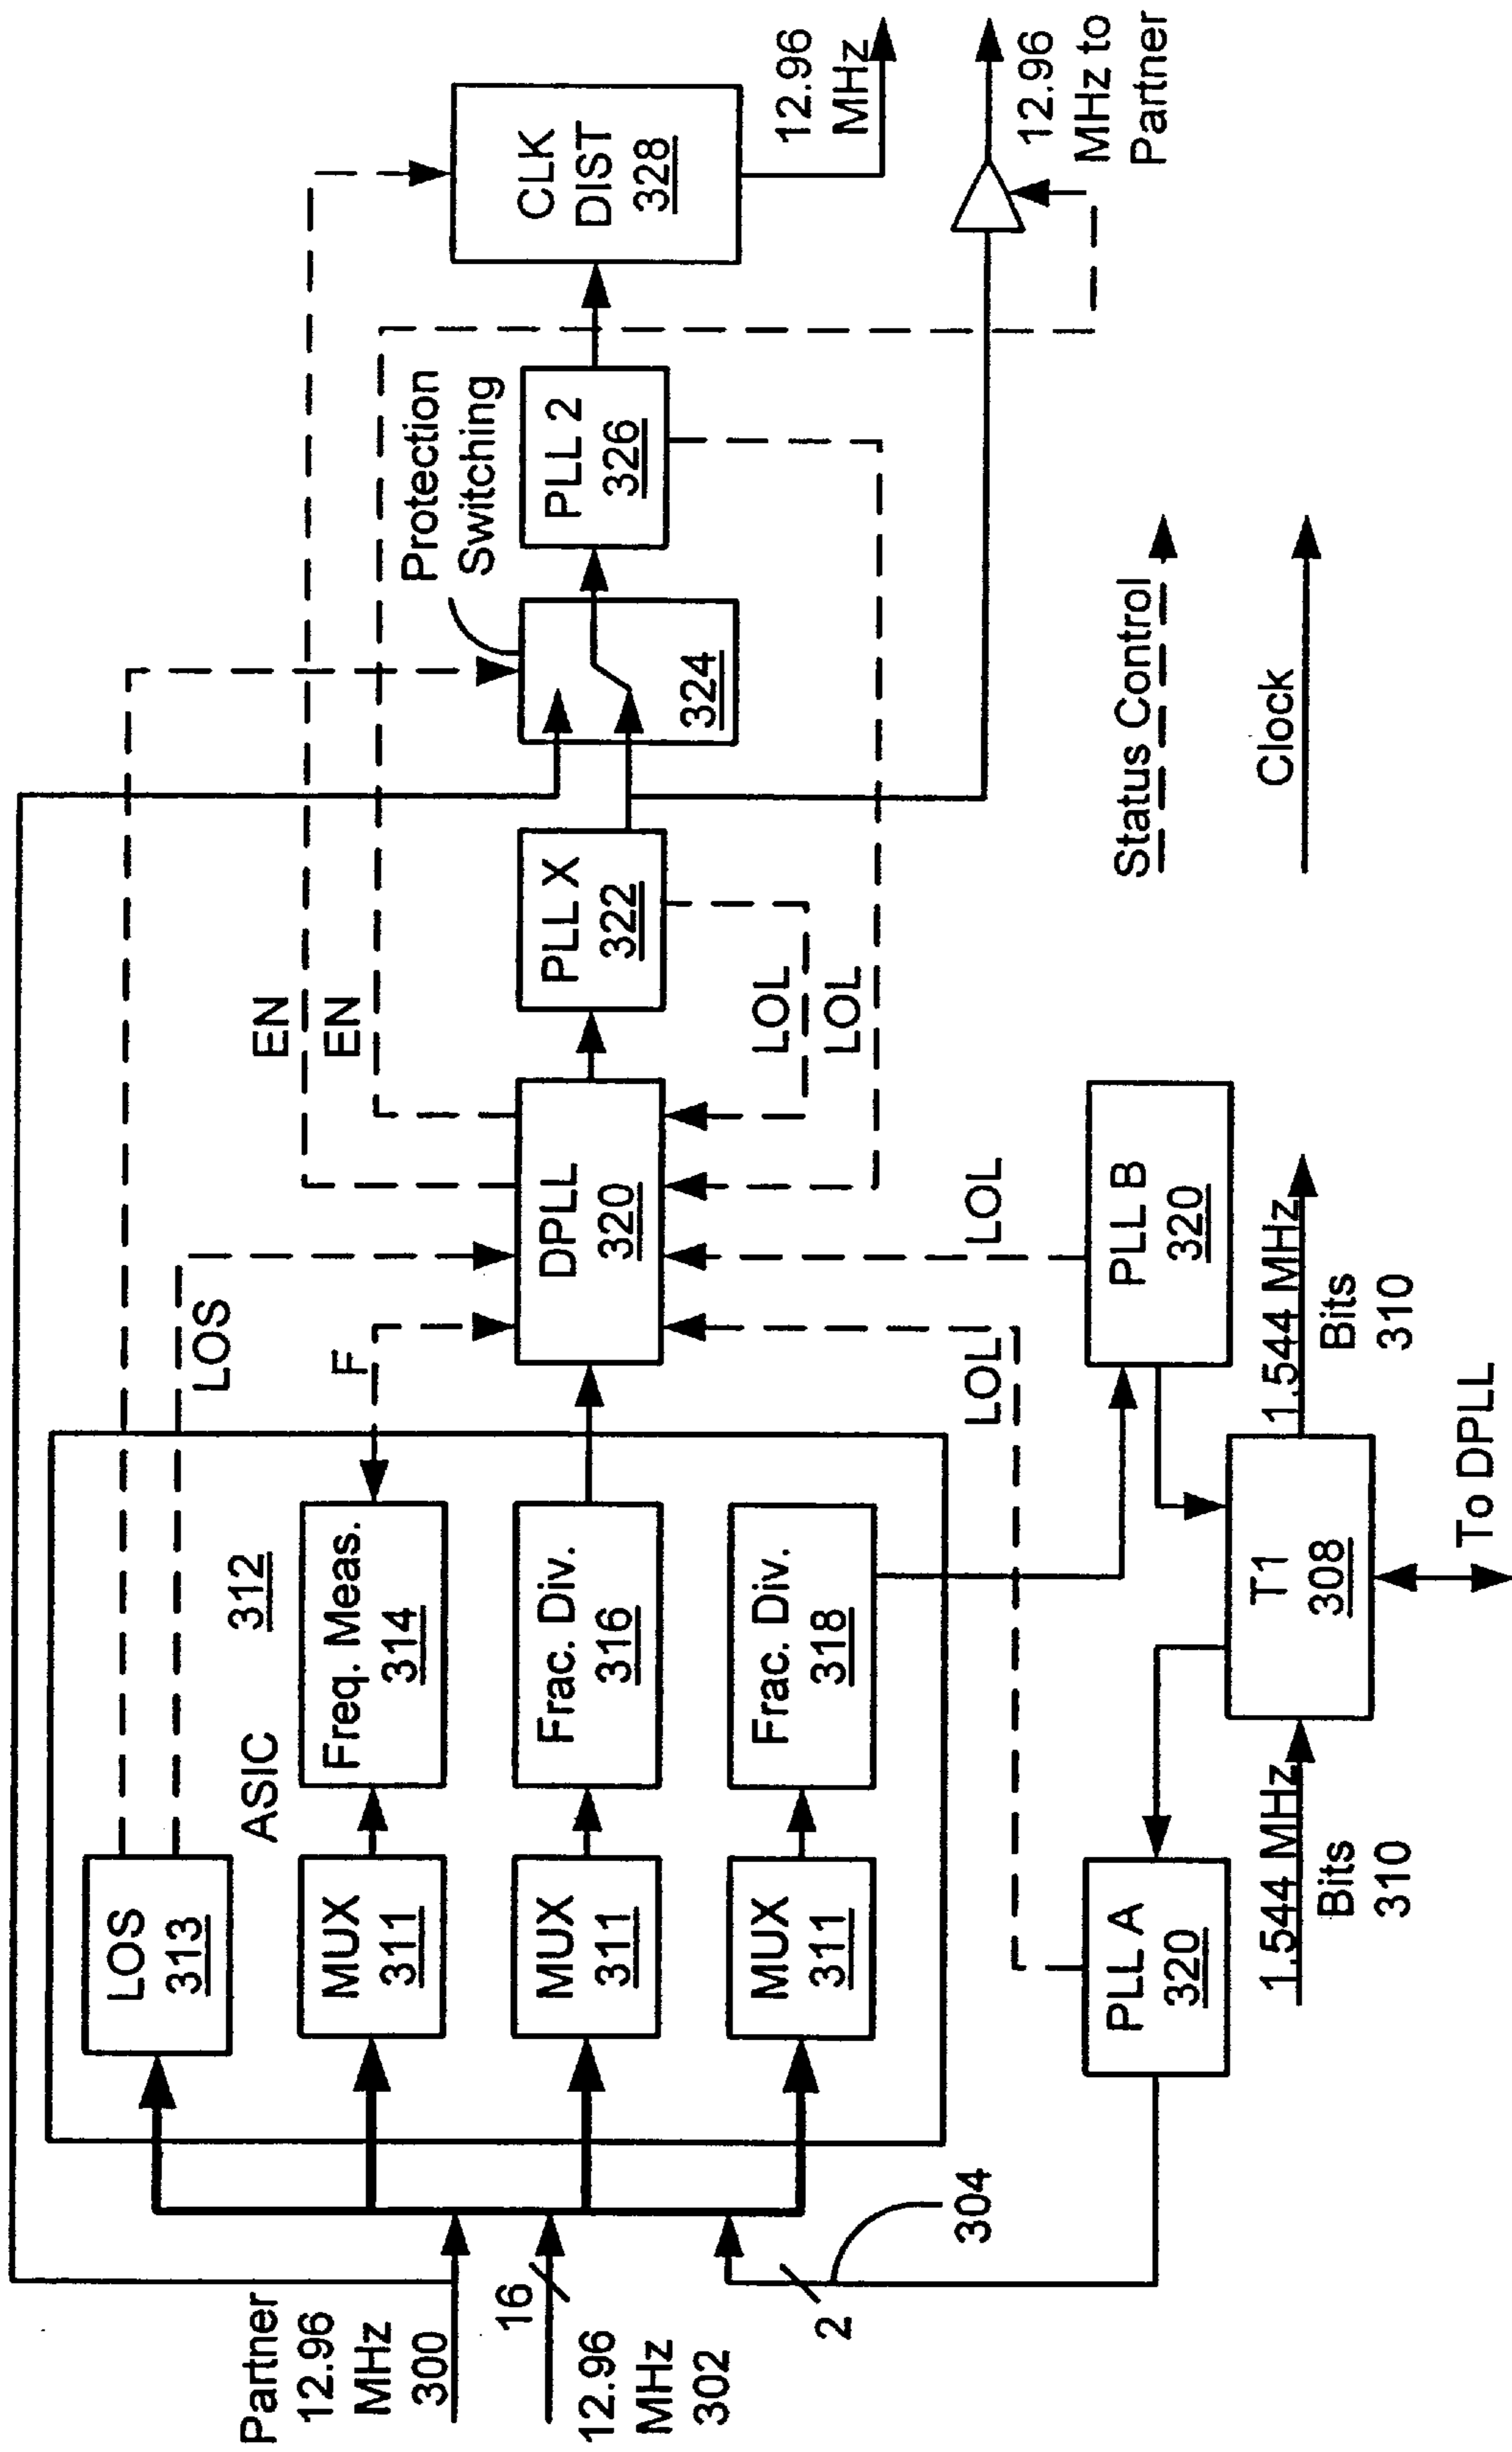 Partner
12.96
MHz
300
16
12.96
MHz
302
2
304
LOS
313
ASIC
312
MUX
311
Freq. Meas.
314
MUX
311
Frac. Div.
316
MUX
311
Frac. Div.
318
LOS
F
EN
EN
DPLL
320
PLL X
322
LOL
LOL
LOL
LOL
Protection
Switching
324
PLL 2
326
CLK
DIST
328
12.96
MHz
12.96
MHz to
Partner
PLL A
320
PLL B
320
T1
308
1.544 MHz
Bits
310
1.544 MHz
Bits
310
To DPLL
Status Control
Clock